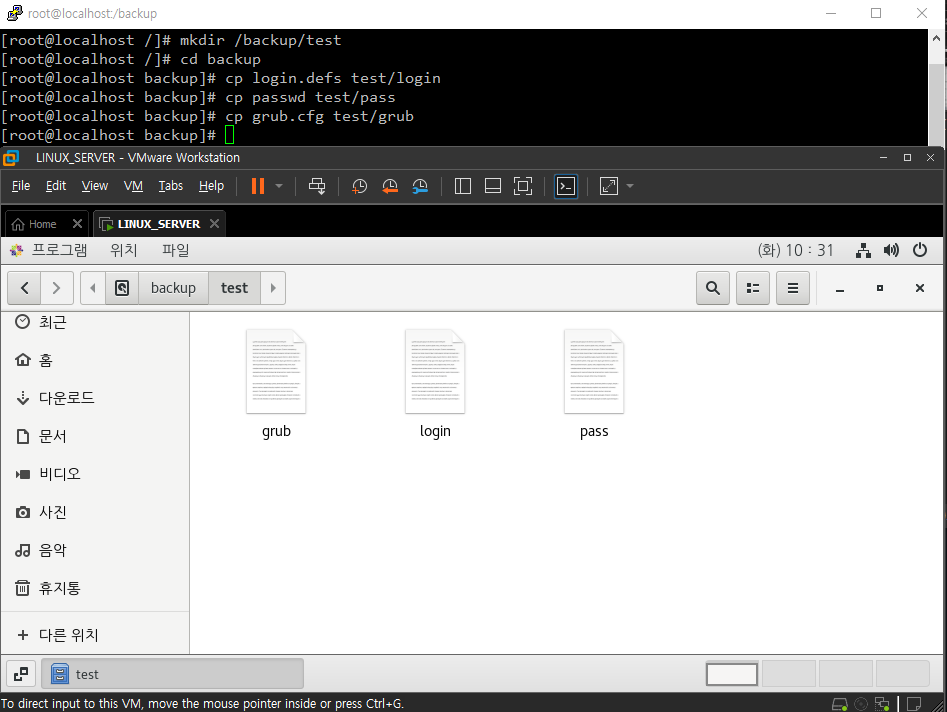 root@localhost:/backup
[root@localhost /]# mkdir /backup/test
[root@localhost /]# cd backup
[root@localhost backup]# cp login.defs test/login
[root@localhost backup]# cp passwd test/pass
[root@localhost backup]# cp grub.cfg test/grub
[root@localhost backup]#
LINUX_SERVER - VMware Workstation
File Edit View VM Tabs Help
Home LINUX_SERVER
프로그램 위치 파일 (화) 10 : 31
backup test
최근
홈
다운로드
문서
비디오
사진
음악
휴지통
다른 위치
grub login pass
test
To direct input to this VM, move the mouse pointer inside or press Ctrl+G.